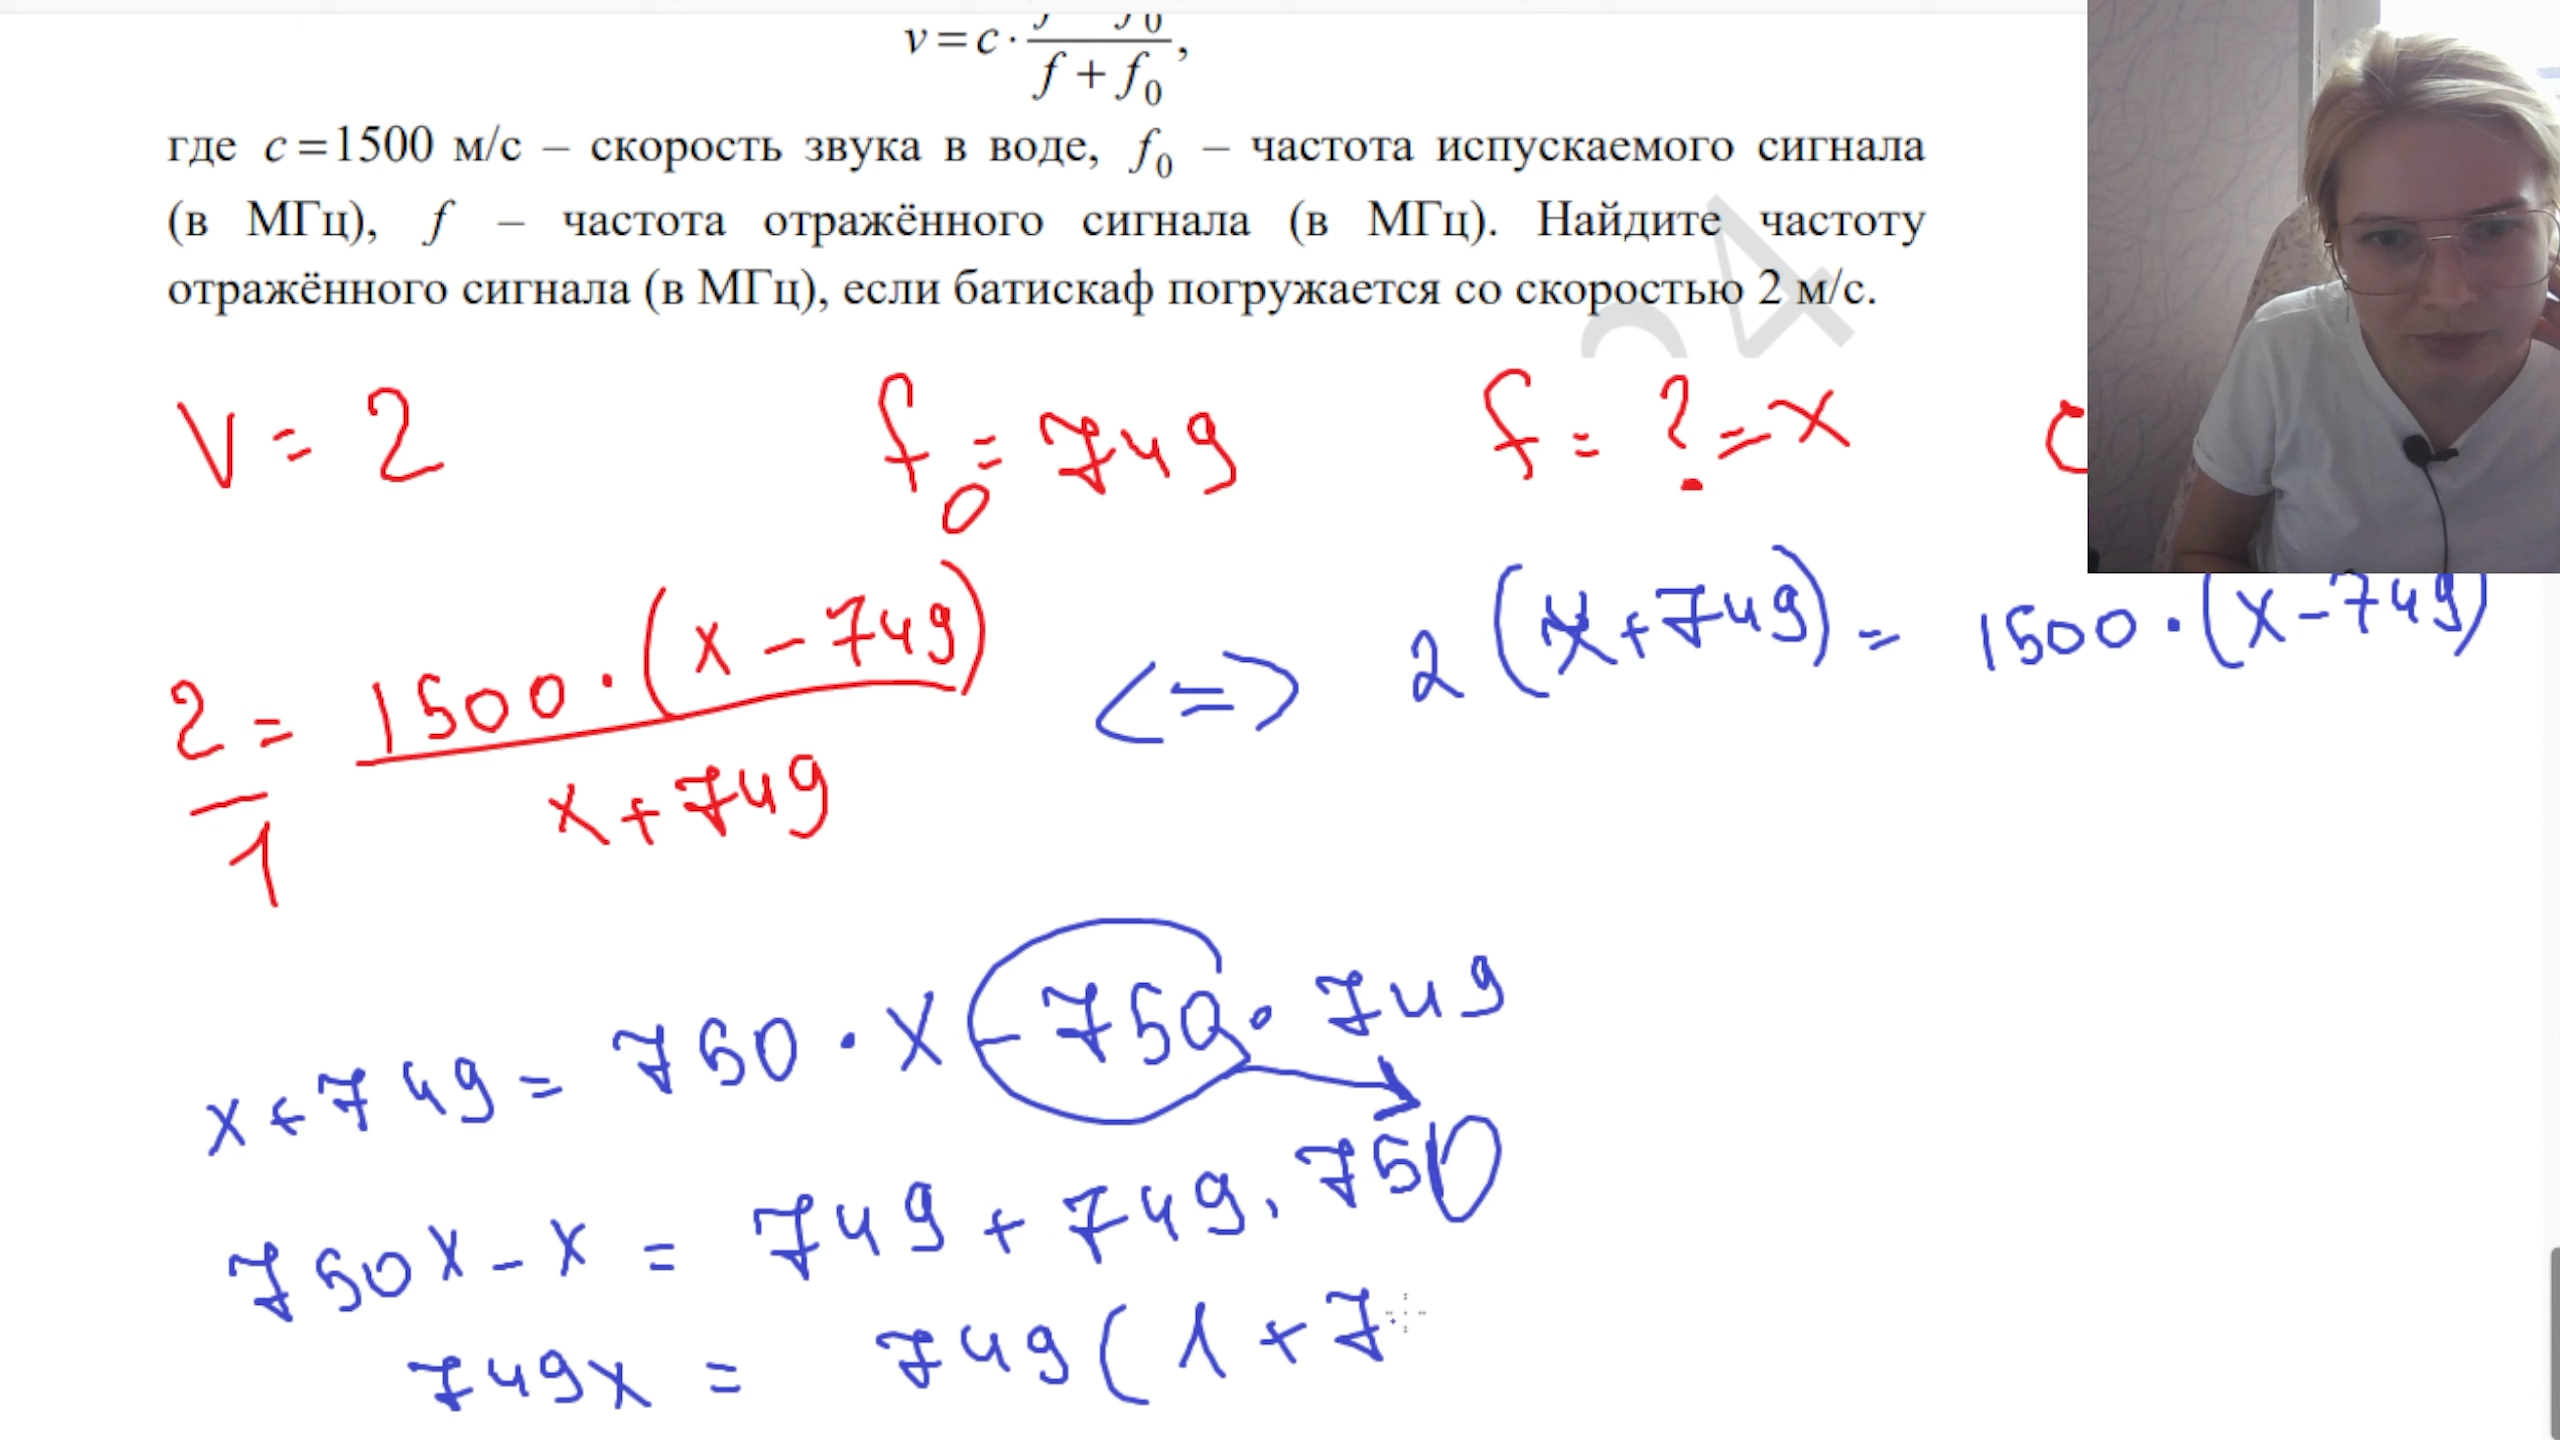 v = c · f − f₀ / f + f₀ ,
где c = 1500 м/с – скорость звука в воде, f₀ – частота испускаемого сигнала
(в МГц), f – частота отражённого сигнала (в МГц). Найдите частоту
отражённого сигнала (в МГц), если батискаф погружается со скоростью 2 м/с.
24
V = 2 f₀ = 749 f = ? = x C
2/1 = 1500 · (x − 749) / x + 749 <=> 2 (x + 749) = 1500 · (x − 749)
x + 749 = 750 · x − 750 · 749
750x − x = 749 + 749 · 750
749x = 749 ( 1 + 7